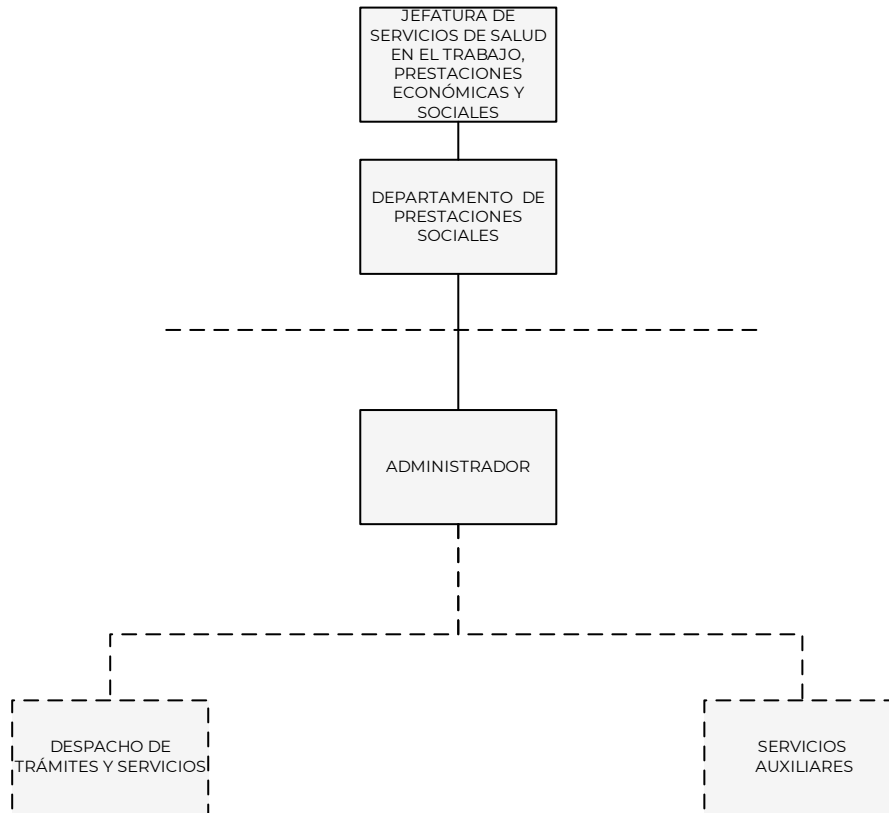 JEFATURA DE
SERVICIOS DE SALUD
EN EL TRABAJO,
PRESTACIONES
ECONÓMICAS Y
SOCIALES
DEPARTAMENTO DE
PRESTACIONES
SOCIALES
ADMINISTRADOR
DESPACHO DE
TRÁMITES Y SERVICIOS
SERVICIOS
AUXILIARES